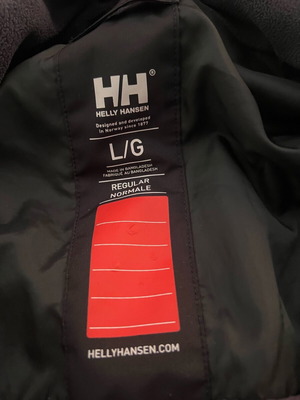 HH®
HELLY HANSEN
Designed and developed
in Norway since 1877
L/G
MADE IN BANGLADESH
FABRIQUE AU BANGLADESH
REGULAR
NORMALE
HELLYHANSEN.COM